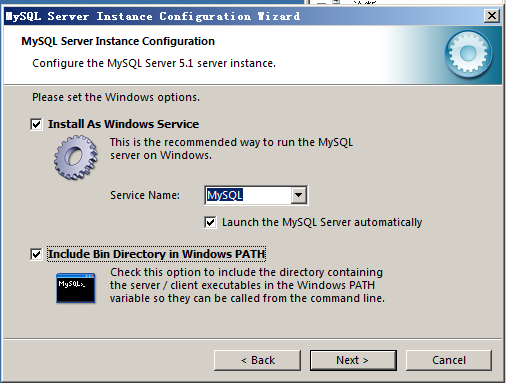 诊断
MySQL Server Instance Configuration Wizard
MySQL Server Instance Configuration
Configure the MySQL Server 5.1 server instance.
Please set the Windows options.
Install As Windows Service
This is the recommended way to run the MySQL
server on Windows.
Service Name:
MySQL
Launch the MySQL Server automatically
Include Bin Directory in Windows PATH
MySQL>_
Check this option to include the directory containing
the server / client executables in the Windows PATH
variable so they can be called from the command line.
< Back
Next >
Cancel